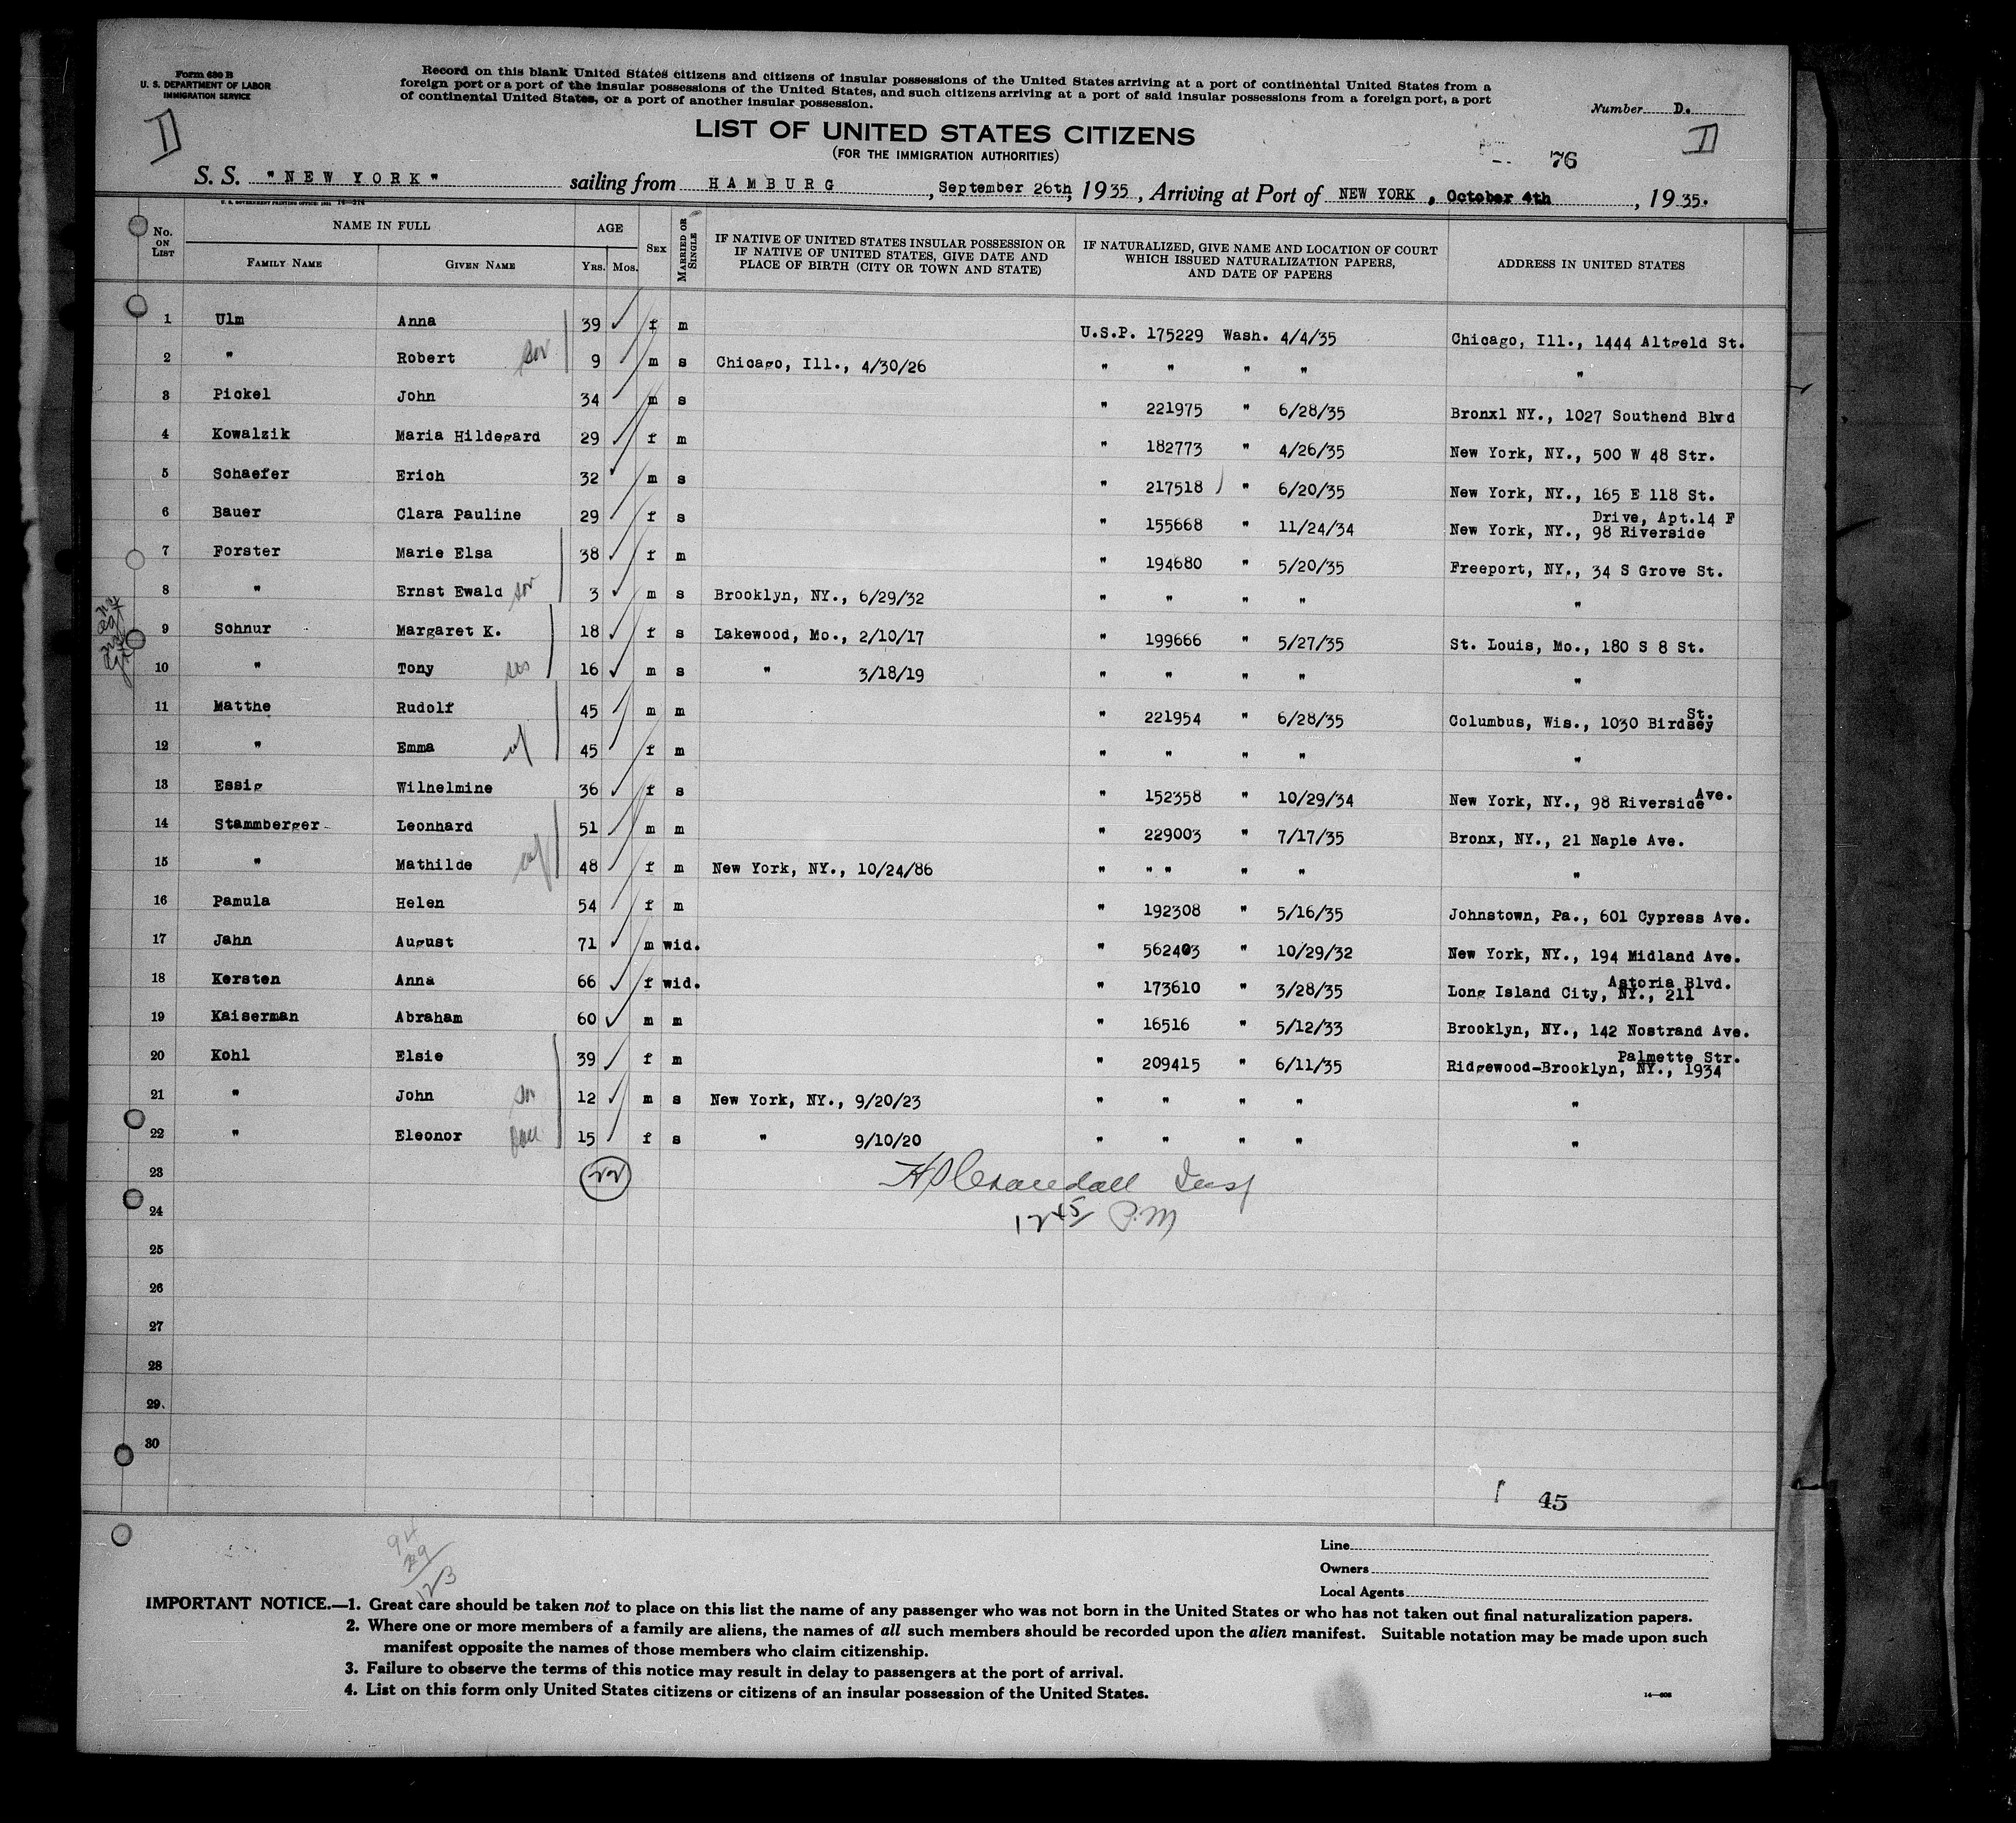 Form 630 B
U. S. DEPARTMENT OF LABOR
IMMIGRATION SERVICE
Record on this blank United States citizens and citizens of insular possessions of the United States arriving at a port of continental United States from a
foreign port or a port of the insular possessions of the United States, and such citizens arriving at a port of said insular possessions from a foreign port, a port
of continental United States, or a port of another insular possession.
Number D.
D
LIST OF UNITED STATES CITIZENS
D
(FOR THE IMMIGRATION AUTHORITIES)
76
S. S. "NEW YORK" sailing from HAMBURG, September 26th, 1935, Arriving at Port of NEW YORK, October 4th, 1935.
No. ON LIST
NAME IN FULL
FAMILY NAME
GIVEN NAME
AGE
YRS. MOS.
SEX
MARRIED OR SINGLE
IF NATIVE OF UNITED STATES INSULAR POSSESSION OR
IF NATIVE OF UNITED STATES, GIVE DATE AND
PLACE OF BIRTH (CITY OR TOWN AND STATE)
IF NATURALIZED, GIVE NAME AND LOCATION OF COURT
WHICH ISSUED NATURALIZATION PAPERS,
AND DATE OF PAPERS
ADDRESS IN UNITED STATES
1 Ulm Anna 39 f m U.S.P. 175229 Wash. 4/4/35 Chicago, Ill., 1444 Altgeld St.
2 " Robert son 9 m s Chicago, Ill., 4/30/26 " " " " "
3 Pickel John 34 m s " 221975 " 6/28/35 Bronxl NY., 1027 Southend Blvd
4 Kowalzik Maria Hildegard 29 f m " 182773 " 4/26/35 New York, NY., 500 W 48 Str.
5 Schaefer Erich 32 m s " 217518 " 6/20/35 New York, NY., 165 E 118 St.
6 Bauer Clara Pauline 29 f s " 155668 " 11/24/34 New York, NY., 98 Riverside Drive, Apt.14 F
7 Forster Marie Elsa 38 f m " 194680 " 5/20/35 Freeport, NY., 34 S Grove St.
8 " Ernst Ewald son 3 m s Brooklyn, NY., 6/29/32 " " " " "
9 Schnur Margaret K. 18 f s Lakewood, Mo., 2/10/17 " 199666 " 5/27/35 St. Louis, Mo., 180 S 8 St.
10 " Tony 16 m s " 3/18/19 " " " " "
11 Matthe Rudolf 45 m m " 221954 " 6/28/35 Columbus, Wis., 1030 Birdsey St.
12 " Emma w/ 45 f m " " " " "
13 Essig Wilhelmine 36 f s " 152358 " 10/29/34 New York, NY., 98 Riverside Ave.
14 Stammberger Leonhard 51 m m " 229003 " 7/17/35 Bronx, NY., 21 Naple Ave.
15 " Mathilde w/ 48 f m New York, NY., 10/24/86 " " " " " "
16 Pamula Helen 54 f m " 192308 " 5/16/35 Johnstown, Pa., 601 Cypress Ave.
17 Jahn August 71 m wid. " 562403 " 10/29/32 New York, NY., 194 Midland Ave.
18 Kersten Anna 66 f wid. " 173610 " 3/28/35 Long Island City, NY., 211 Astoria Blvd.
19 Kaiserman Abraham 60 m m " 16516 " 5/12/33 Brooklyn, NY., 142 Nostrand Ave.
20 Kohl Elsie 39 f m " 209415 " 6/11/35 Ridgewood-Brooklyn, NY., 1934 Palmette Str.
21 " John son 12 m s New York, NY., 9/20/23 " " " " "
22 " Eleonor dau 15 f s " 9/10/20 " " " " "
23 22 Insp
24 12 45 P.M
25
26
27
28
29
30
45
94
29
123
Line
Owners
Local Agents
IMPORTANT NOTICE.—1. Great care should be taken not to place on this list the name of any passenger who was not born in the United States or who has not taken out final naturalization papers.
2. Where one or more members of a family are aliens, the names of all such members should be recorded upon the alien manifest. Suitable notation may be made upon such
manifest opposite the names of those members who claim citizenship.
3. Failure to observe the terms of this notice may result in delay to passengers at the port of arrival.
4. List on this form only United States citizens or citizens of an insular possession of the United States.